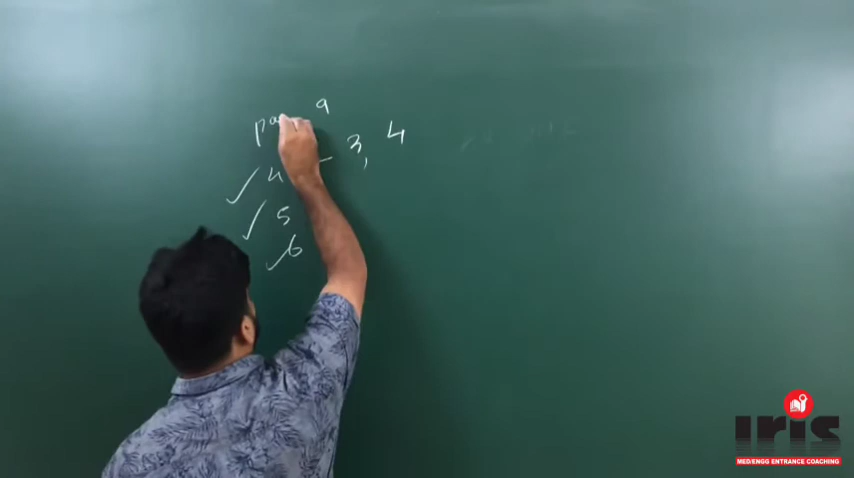 pa 9
✓ 4 - 3, 4
✓ 5
✓ 6
iris
MED/ENGG ENTRANCE COACHING